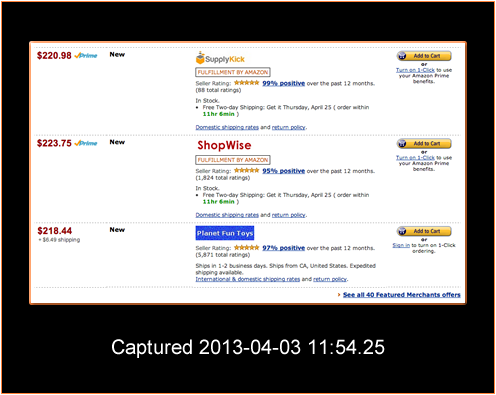 $220.98 Prime
New
SupplyKick
FULFILLMENT BY AMAZON
Seller Rating: 99% positive over the past 12 months.
(88 total ratings)
In Stock.
• Free Two-day Shipping: Get it Thursday, April 25 ( order within
11hr 6min )
Domestic shipping rates and return policy.
Add to Cart
or
Turn on 1-Click to use
your Amazon Prime
benefits.
$223.75 Prime
New
ShopWise
FULFILLMENT BY AMAZON
Seller Rating: 95% positive over the past 12 months.
(1,824 total ratings)
In Stock.
• Free Two-day Shipping: Get it Thursday, April 25 ( order within
11hr 6min )
Domestic shipping rates and return policy.
Add to Cart
or
Turn on 1-Click to use
your Amazon Prime
benefits.
$218.44
+ $6.49 shipping
New
Planet Fun Toys
Seller Rating: 97% positive over the past 12 months.
(5,871 total ratings)
Ships in 1-2 business days. Ships from CA, United States. Expedited
shipping available.
International & domestic shipping rates and return policy.
Add to Cart
or
Sign in to turn on 1-Click
ordering.
See all 40 Featured Merchants offers
Captured 2013-04-03 11:54.25